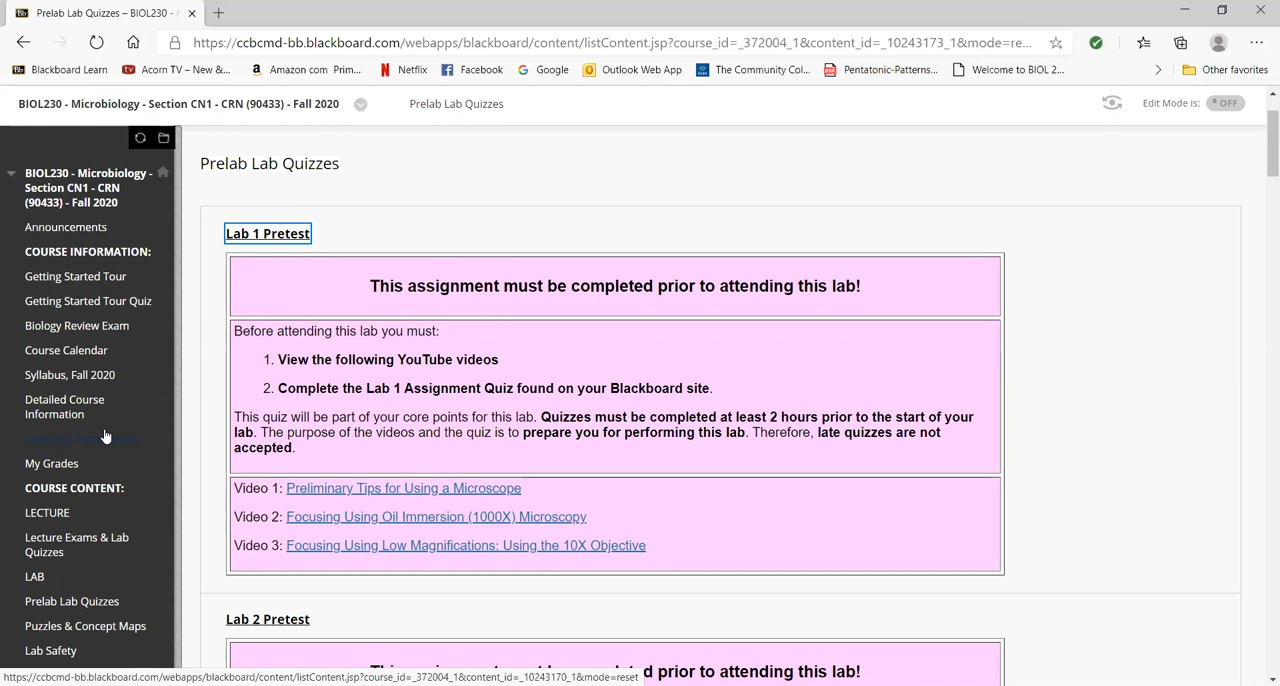 Prelab Lab Quizzes – BIOL230 -
https://ccbcmd-bb.blackboard.com/webapps/blackboard/content/listContent.jsp?course_id=_372004_1&content_id=_10243173_1&mode=re...
Blackboard Learn
Acorn TV – New &...
Amazon com Prim...
Netflix
Facebook
Google
Outlook Web App
The Community Col...
Pentatonic-Patterns...
Welcome to BIOL 2...
Other favorites
BIOL230 - Microbiology - Section CN1 - CRN (90433) - Fall 2020
Prelab Lab Quizzes
Edit Mode is: OFF
BIOL230 - Microbiology -
Section CN1 - CRN
(90433) - Fall 2020
Announcements
COURSE INFORMATION:
Getting Started Tour
Getting Started Tour Quiz
Biology Review Exam
Course Calendar
Syllabus, Fall 2020
Detailed Course
Information
My Grades
COURSE CONTENT:
LECTURE
Lecture Exams & Lab
Quizzes
LAB
Prelab Lab Quizzes
Puzzles & Concept Maps
Lab Safety
Prelab Lab Quizzes
Lab 1 Pretest
This assignment must be completed prior to attending this lab!
Before attending this lab you must:
1. View the following YouTube videos
2. Complete the Lab 1 Assignment Quiz found on your Blackboard site.
This quiz will be part of your core points for this lab. Quizzes must be completed at least 2 hours prior to the start of your
lab. The purpose of the videos and the quiz is to prepare you for performing this lab. Therefore, late quizzes are not
accepted.
Video 1: Preliminary Tips for Using a Microscope
Video 2: Focusing Using Oil Immersion (1000X) Microscopy
Video 3: Focusing Using Low Magnifications: Using the 10X Objective
Lab 2 Pretest
d prior to attending this lab!
https://ccbcmd-bb.blackboard.com/webapps/blackboard/content/listContent.jsp?course_id=_372004_1&content_id=_10243170_1&mode=reset